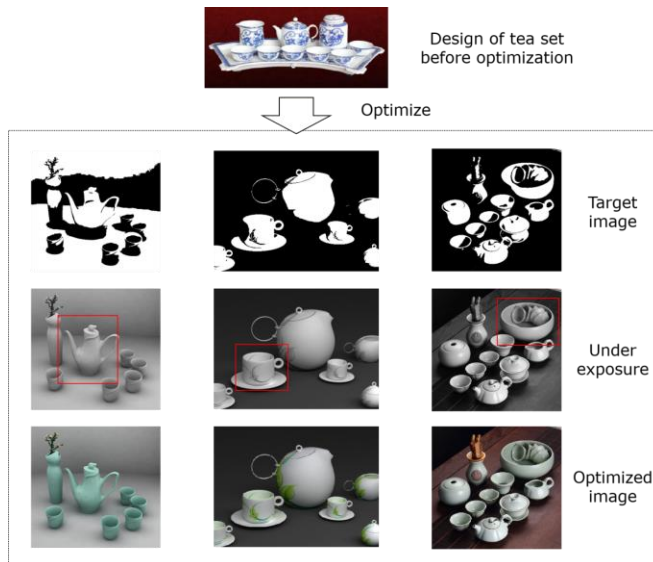 Design of tea set
before optimization
Optimize
Target
image
Under
exposure
Optimized
image